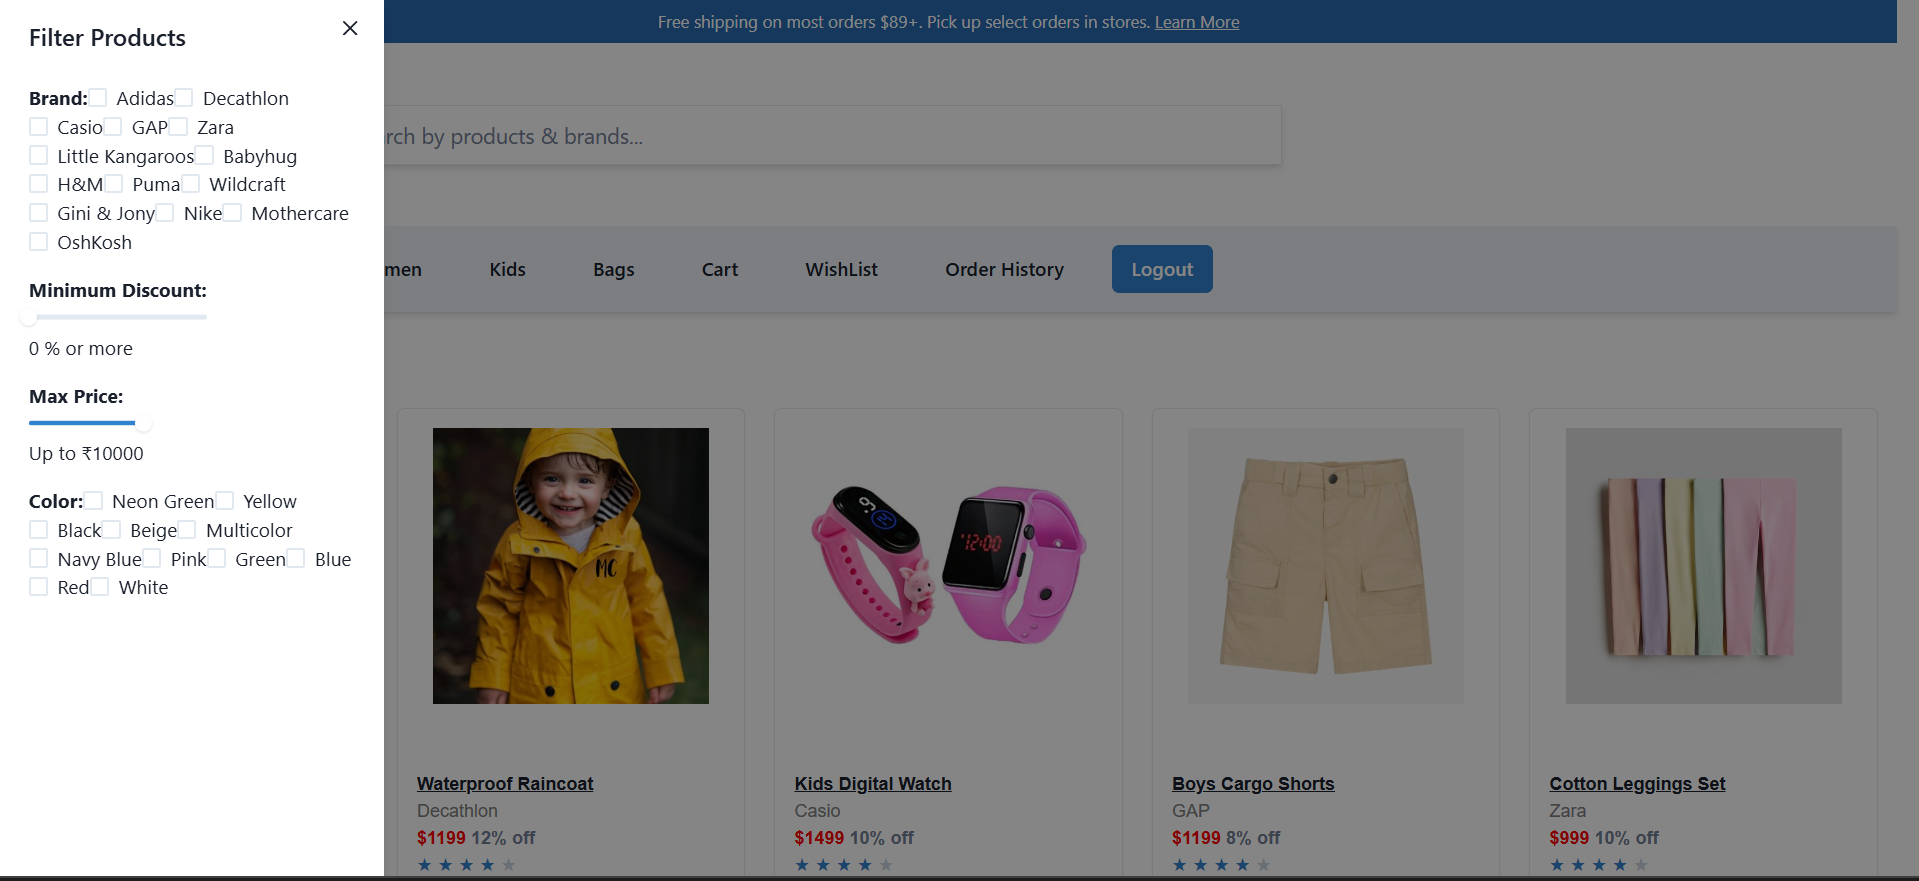 Filter Products
Brand: Adidas Decathlon
Casio GAP Zara
Little Kangaroos Babyhug
H&M Puma Wildcraft
Gini & Jony Nike Mothercare
OshKosh
Minimum Discount:
0 % or more
Max Price:
Up to ₹10000
Color: Neon Green Yellow
Black Beige Multicolor
Navy Blue Pink Green Blue
Red White
Free shipping on most orders $89+. Pick up select orders in stores. Learn More
rch by products & brands...
men Kids Bags Cart WishList Order History Logout
MC
12:00
Waterproof Raincoat
Decathlon
$1199 12% off
Kids Digital Watch
Casio
$1499 10% off
Boys Cargo Shorts
GAP
$1199 8% off
Cotton Leggings Set
Zara
$999 10% off